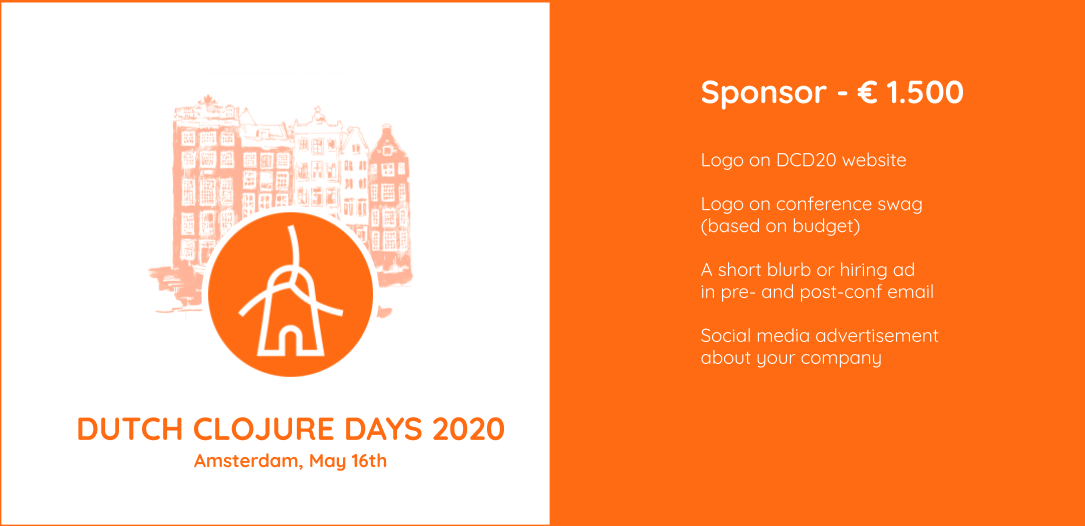 DUTCH CLOJURE DAYS 2020
Amsterdam, May 16th
Sponsor - € 1.500
Logo on DCD20 website
Logo on conference swag
(based on budget)
A short blurb or hiring ad
in pre- and post-conf email
Social media advertisement
about your company